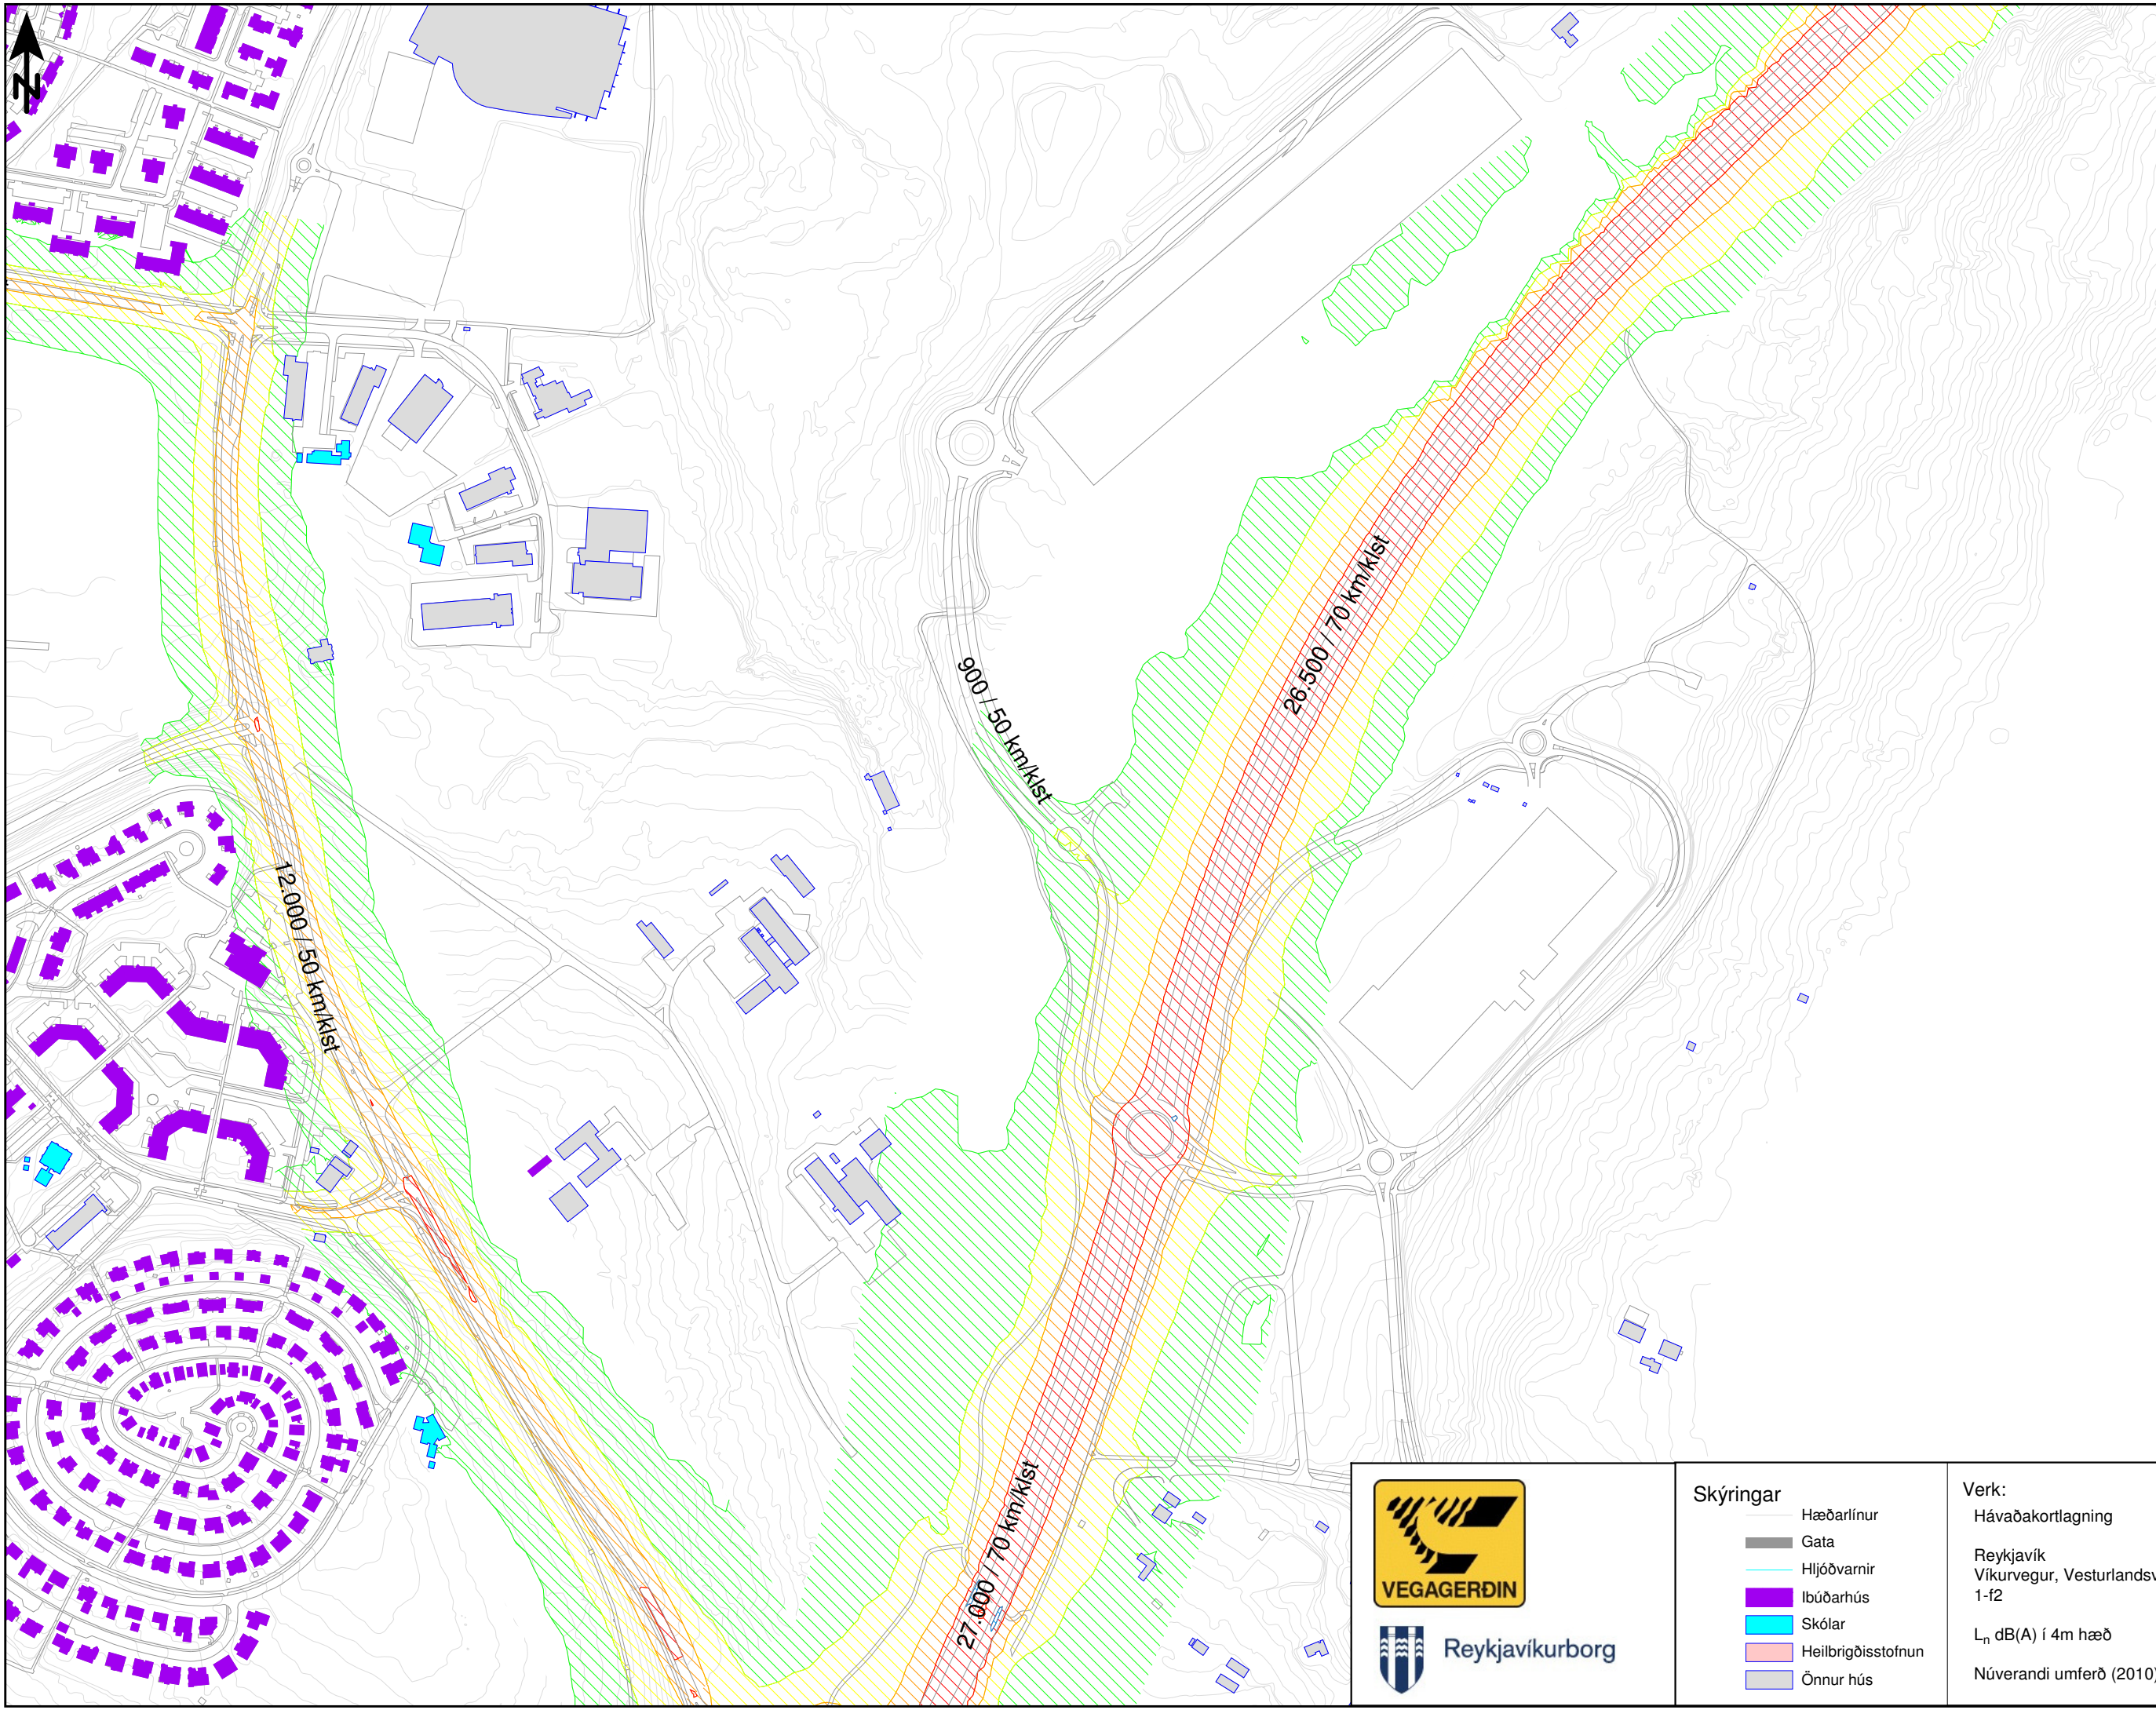 N
900 / 50 km/klst
26.500 / 70 km/klst
12.000 / 50 km/klst
27.000 / 70 km/klst
VEGAGERÐIN
Reykjavíkurborg
Skýringar
Hæðarlínur
Gata
Hljóðvarnir
Ibúðarhús
Skólar
Heilbrigðisstofnun
Önnur hús
Verk:
Hávaðakortlagning
Reykjavík
Víkurvegur, Vesturlandsv
1-f2
Ln dB(A) í 4m hæð
Núverandi umferð (2010)